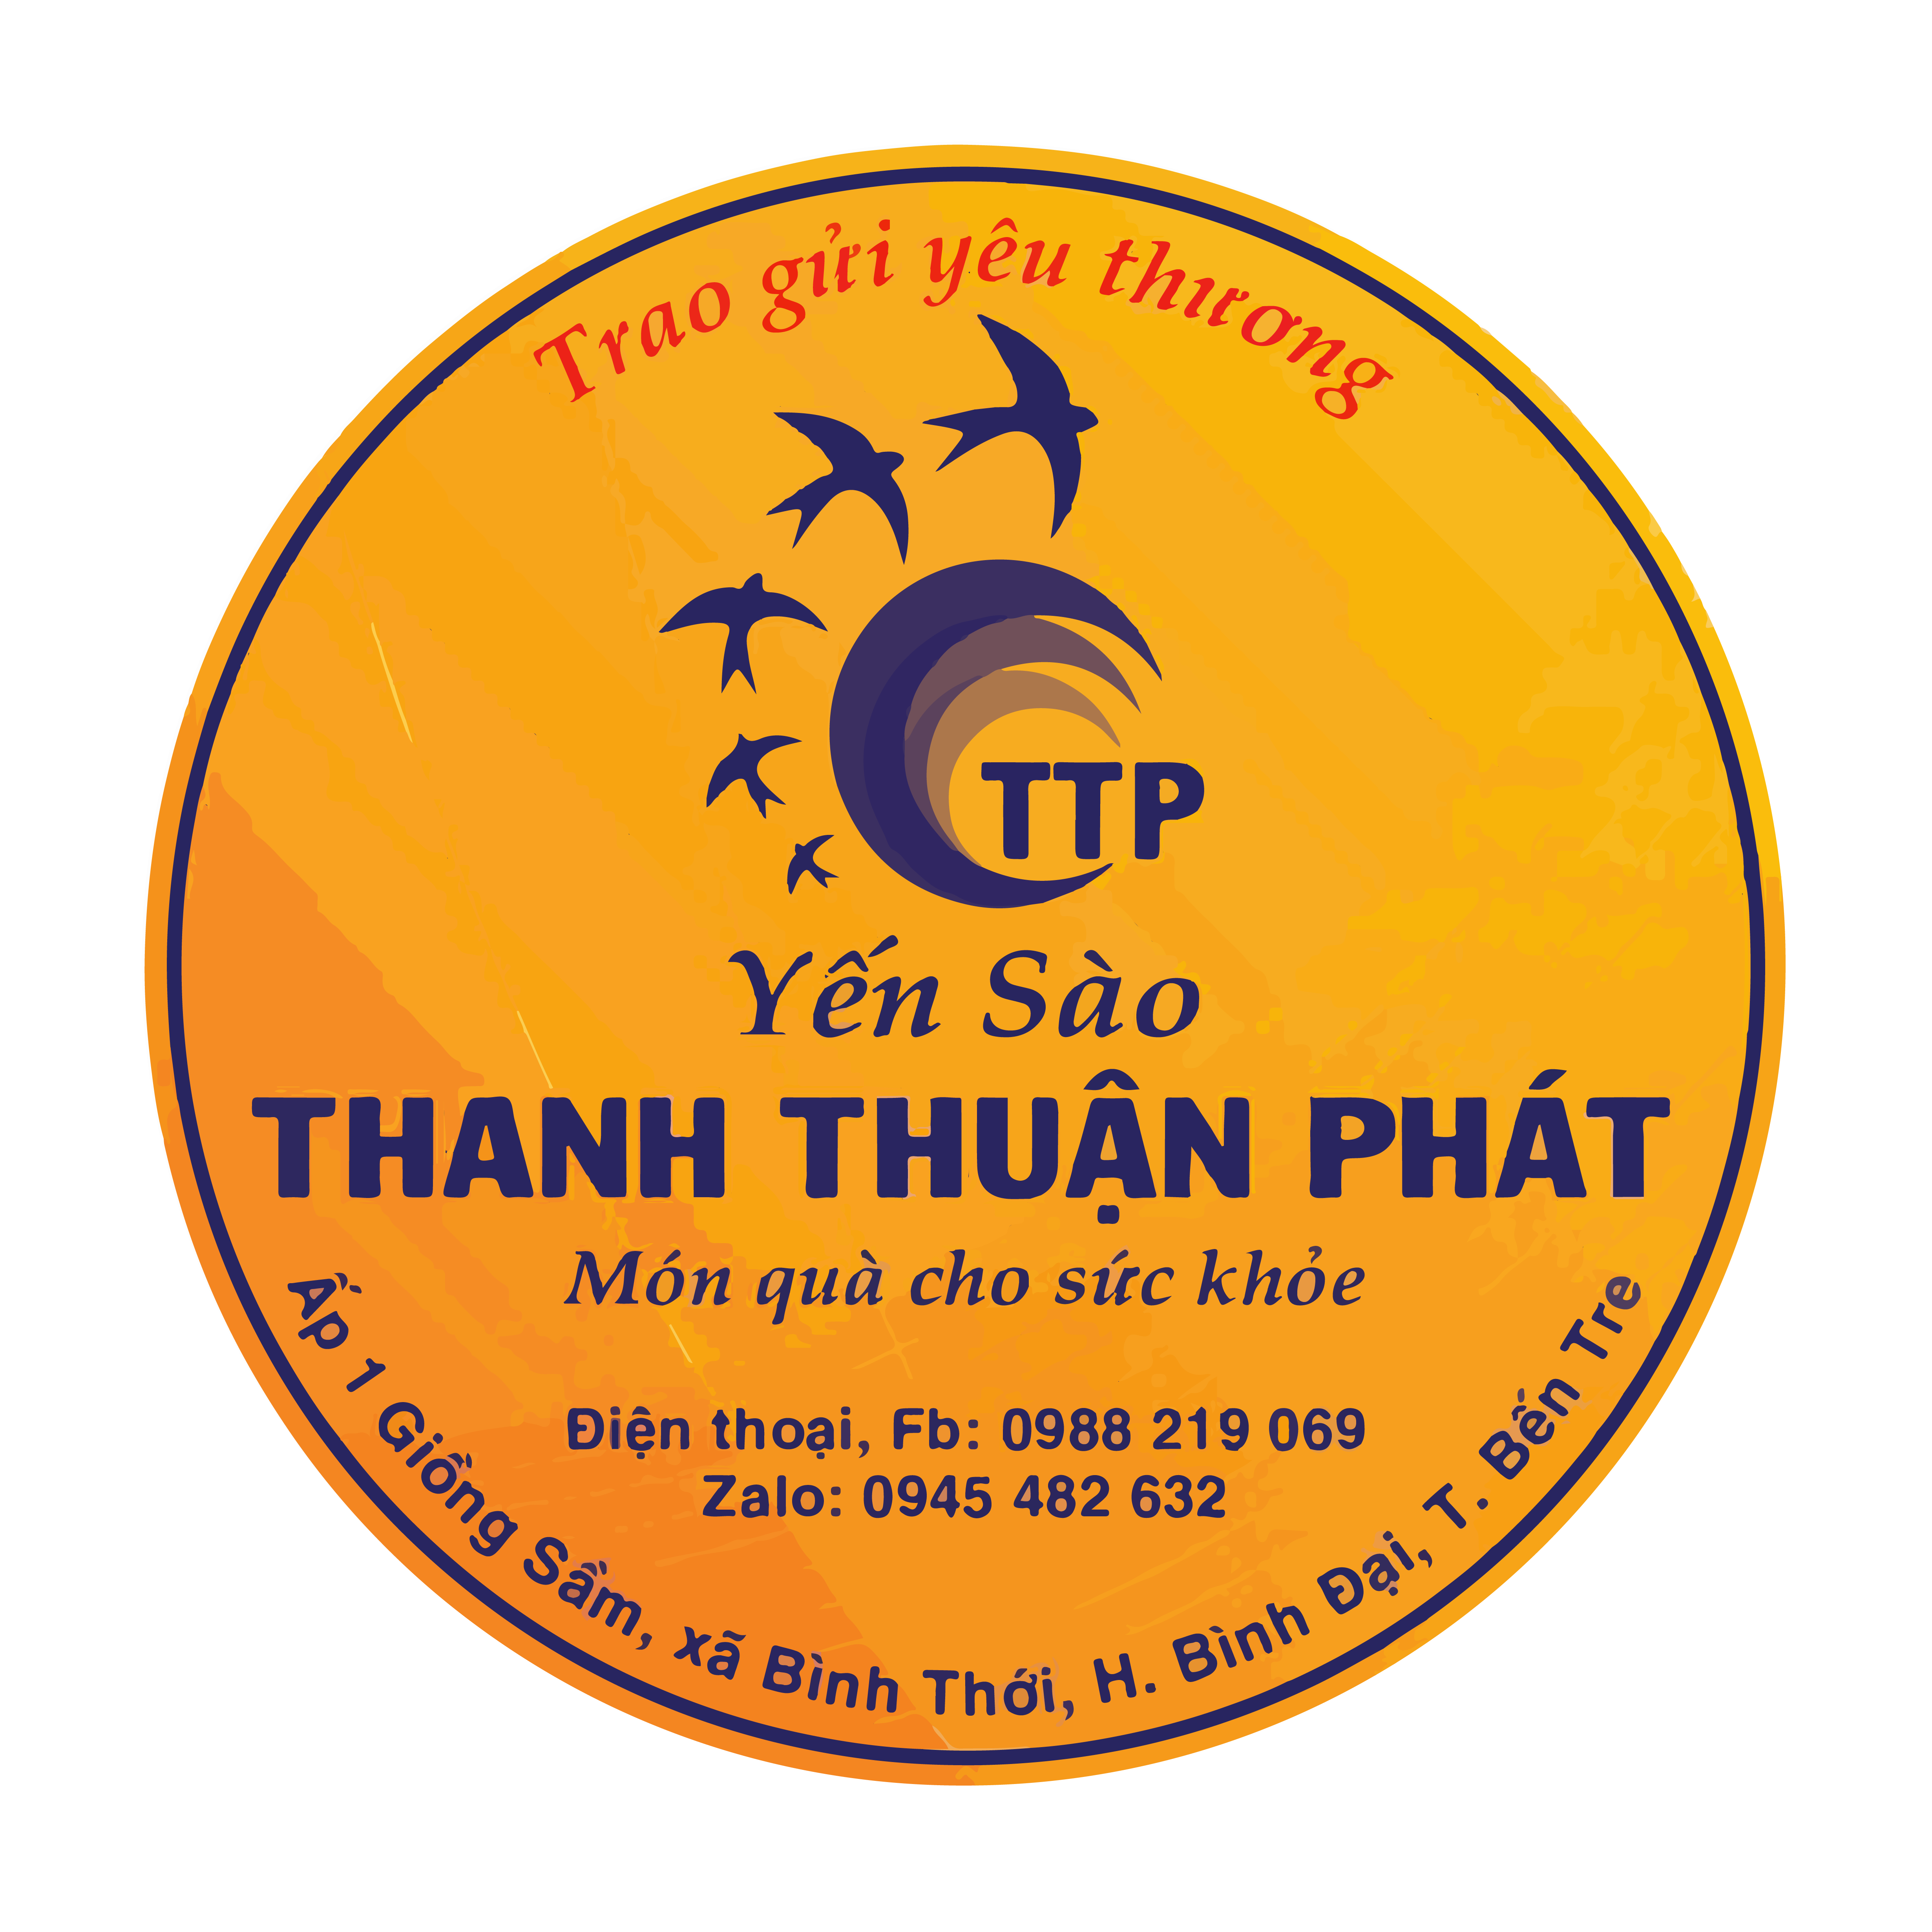 Trao gửi yêu thương
TTP
Yến Sào
THANH THUẬN PHÁT
Món quà cho sức khỏe
Điện thoại, Fb: 0988 219 069
Zalo: 0945 482 632
Ấp 1 Giồng Sầm, xã Bình Thới, H. Bình Đại, T. Bến Tre